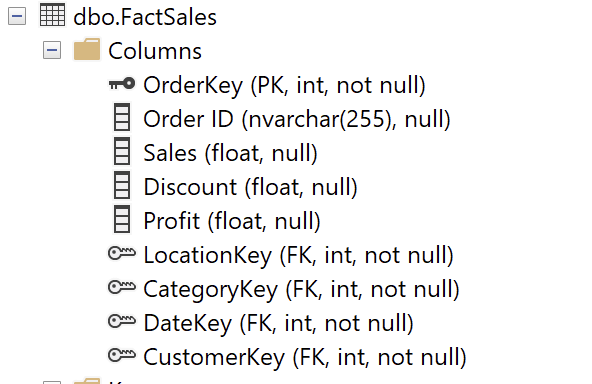 dbo.FactSales
Columns
OrderKey (PK, int, not null)
Order ID (nvarchar(255), null)
Sales (float, null)
Discount (float, null)
Profit (float, null)
LocationKey (FK, int, not null)
CategoryKey (FK, int, not null)
DateKey (FK, int, not null)
CustomerKey (FK, int, not null)